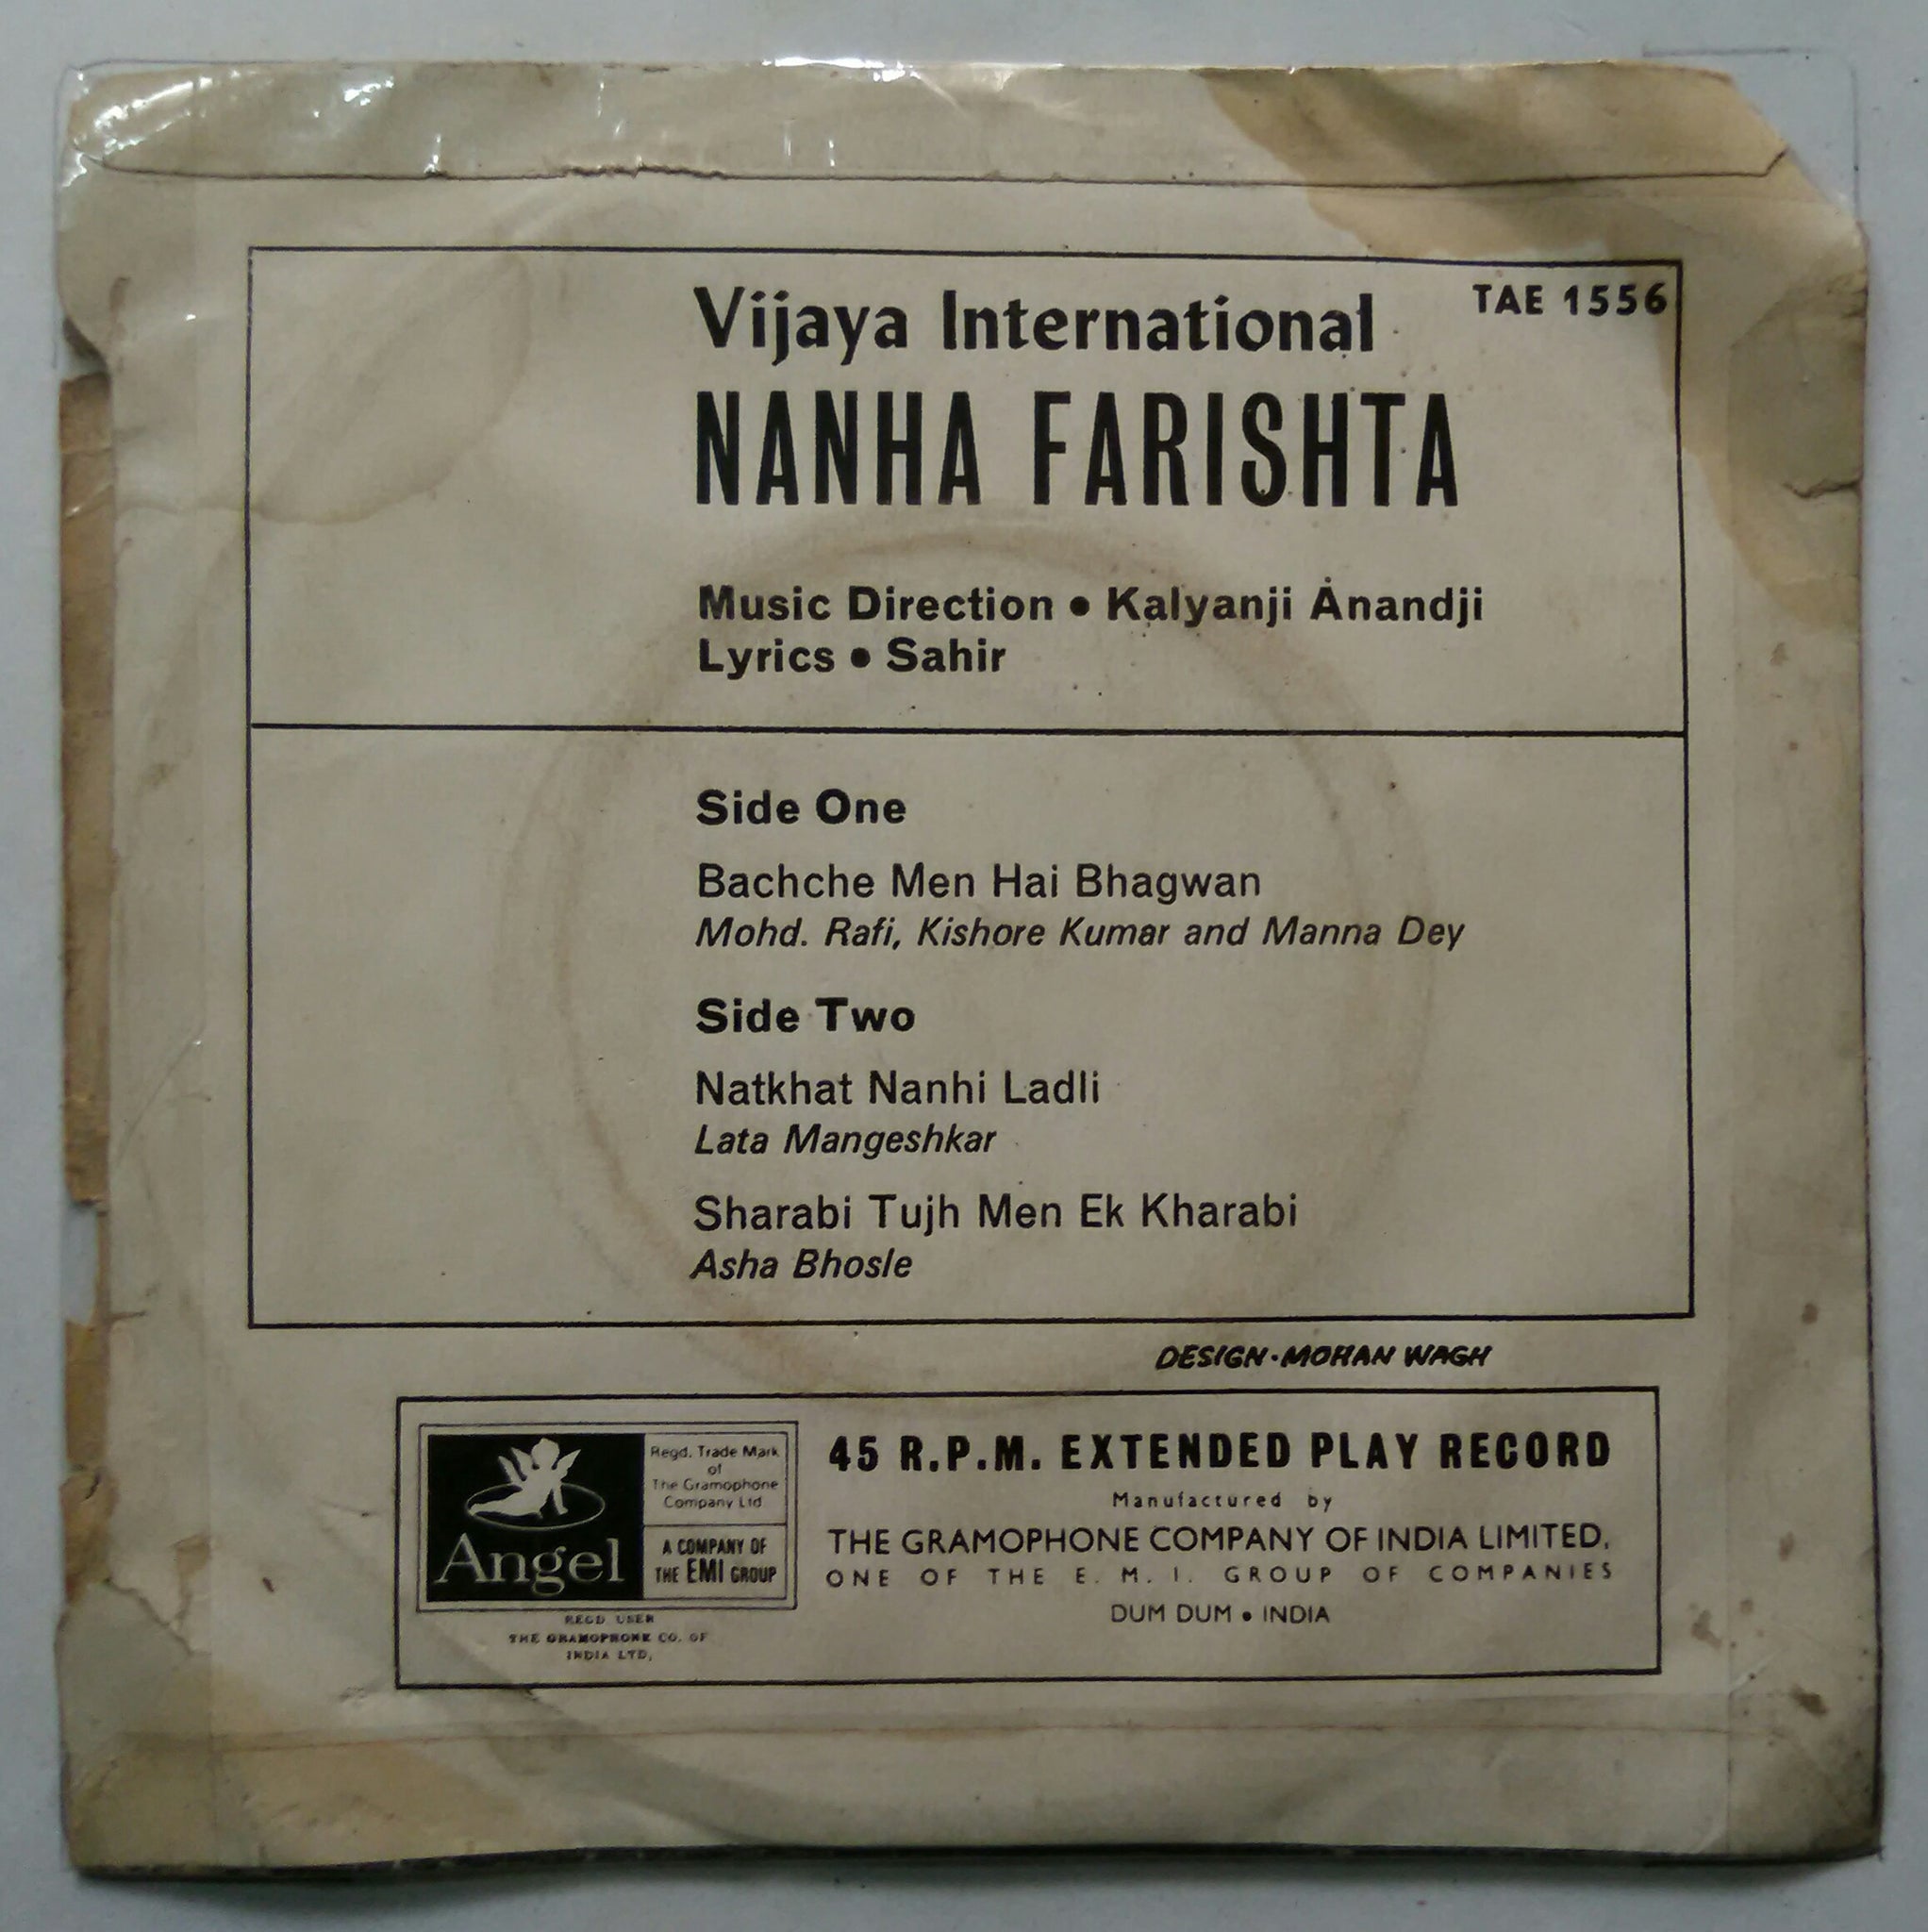 Vijaya International
TAE 1556
NANHA FARISHTA
Music Direction • Kalyanji Anandji
Lyrics • Sahir
Side One
Bachche Men Hai Bhagwan
Mohd. Rafi, Kishore Kumar and Manna Dey
Side Two
Natkhat Nanhi Ladli
Lata Mangeshkar
Sharabi Tujh Men Ek Kharabi
Asha Bhosle
DESIGN·MOHAN WAGH
Angel
Regd. Trade Mark
of
The Gramophone
Company Ltd
A COMPANY OF
THE EMI GROUP
REGD USER
THE GRAMOPHONE CO. OF
INDIA LTD,
45 R.P.M. EXTENDED PLAY RECORD
Manufactured by
THE GRAMOPHONE COMPANY OF INDIA LIMITED.
ONE OF THE E. M. I. GROUP OF COMPANIES
DUM DUM • INDIA